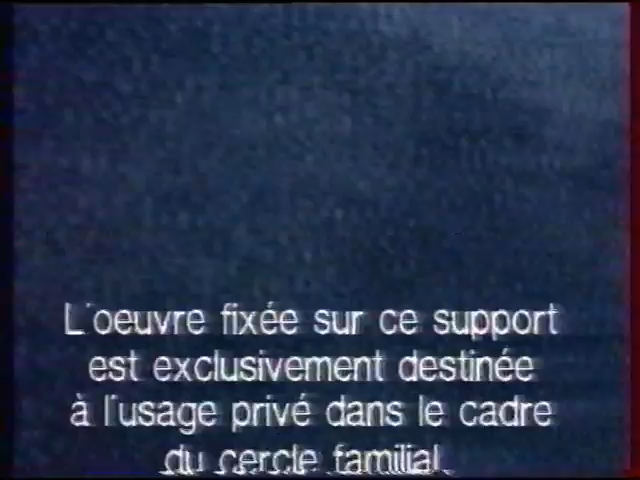 L'oeuvre fixée sur ce support
est exclusivement destinée
à l'usage privé dans le cadre
du cercle familial.